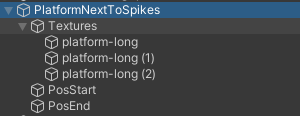 PlatformNextToSpikes
Textures
platform-long
platform-long (1)
platform-long (2)
PosStart
PosEnd